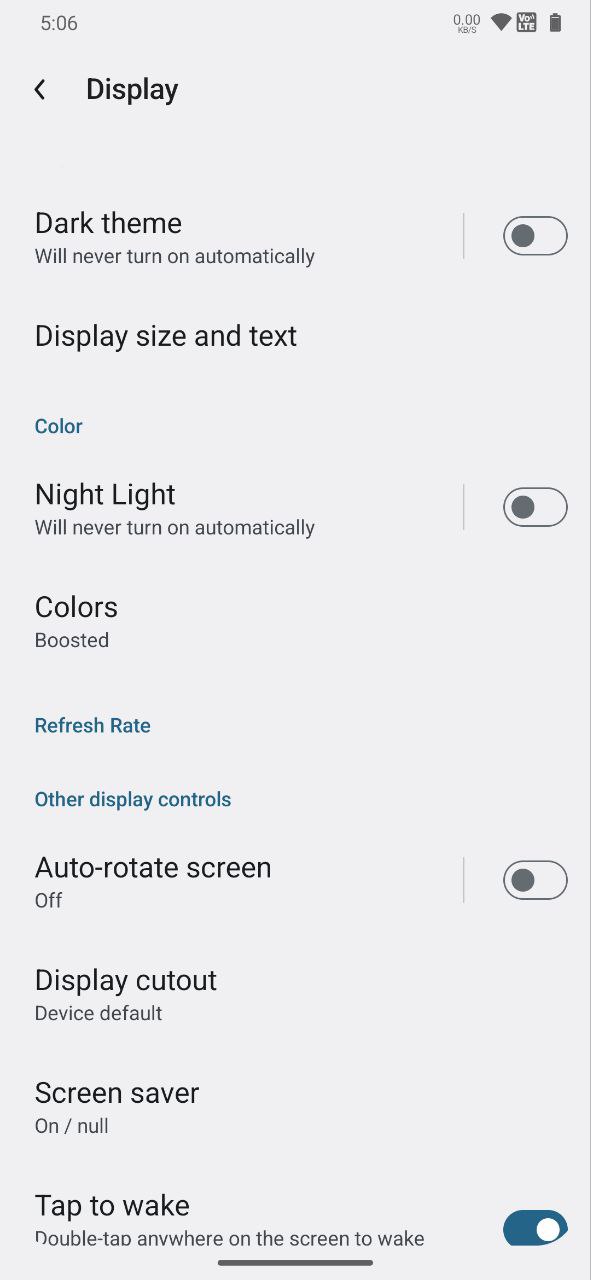 5:06
0.00
KB/S
Vo))
LTE
Display
Dark theme
Will never turn on automatically
Display size and text
Color
Night Light
Will never turn on automatically
Colors
Boosted
Refresh Rate
Other display controls
Auto-rotate screen
Off
Display cutout
Device default
Screen saver
On / null
Tap to wake
Double-tap anywhere on the screen to wake